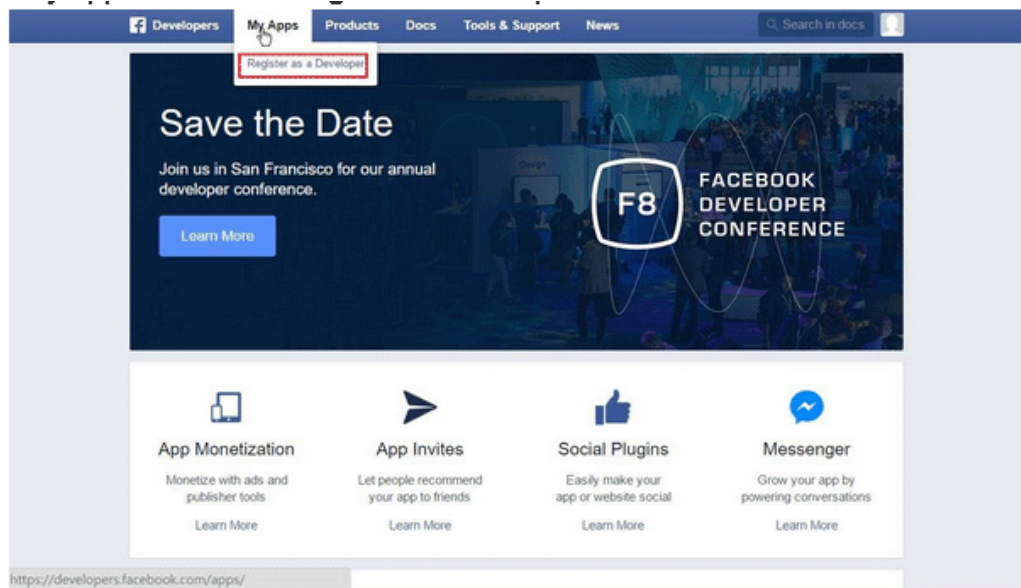 Developers My Apps Products Docs Tools & Support News Search in docs
Register as a Developer
Save the Date
Join us in San Francisco for our annual
developer conference.
Learn More
Design
F8
FACEBOOK
DEVELOPER
CONFERENCE
App Monetization App Invites Social Plugins Messenger
Monetize with ads and Let people recommend Easily make your Grow your app by
publisher tools your app to friends app or website social powering conversations
Learn More Learn More Learn More Learn More
https://developers.facebook.com/apps/